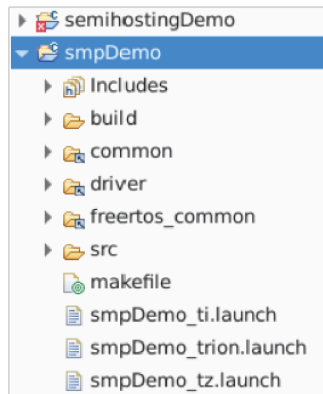 semihostingDemo
smpDemo
Includes
build
common
driver
freertos_common
src
makefile
smpDemo_ti.launch
smpDemo_trion.launch
smpDemo_tz.launch